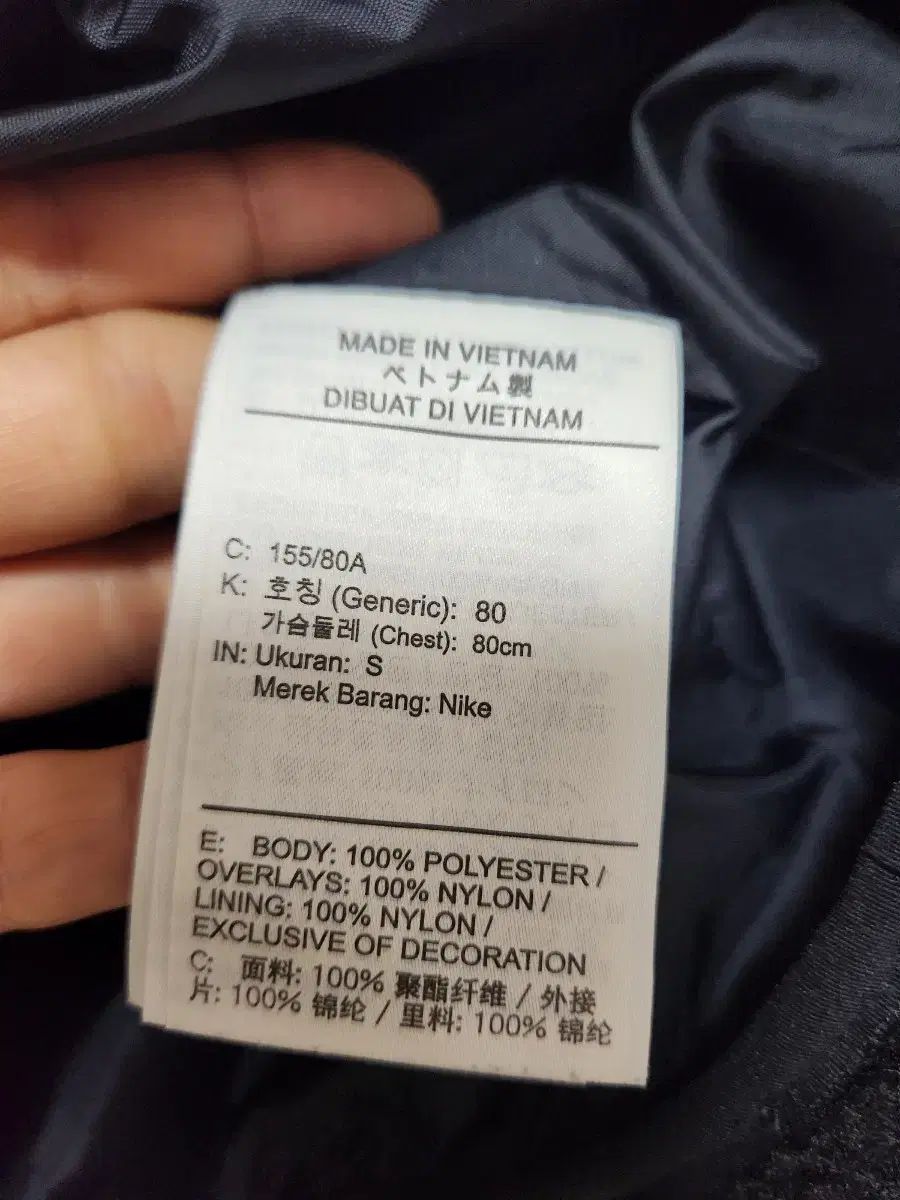 MADE IN VIETNAM
ベトナム製
DIBUAT DI VIETNAM
C: 155/80A
K: 호칭 (Generic): 80
가슴둘레 (Chest): 80cm
IN: Ukuran: S
Merek Barang: Nike
E: BODY: 100% POLYESTER /
OVERLAYS: 100% NYLON /
LINING: 100% NYLON /
EXCLUSIVE OF DECORATION
C: 面料: 100% 聚酯纤维 / 外接
片: 100% 锦纶 / 里料: 100% 锦纶